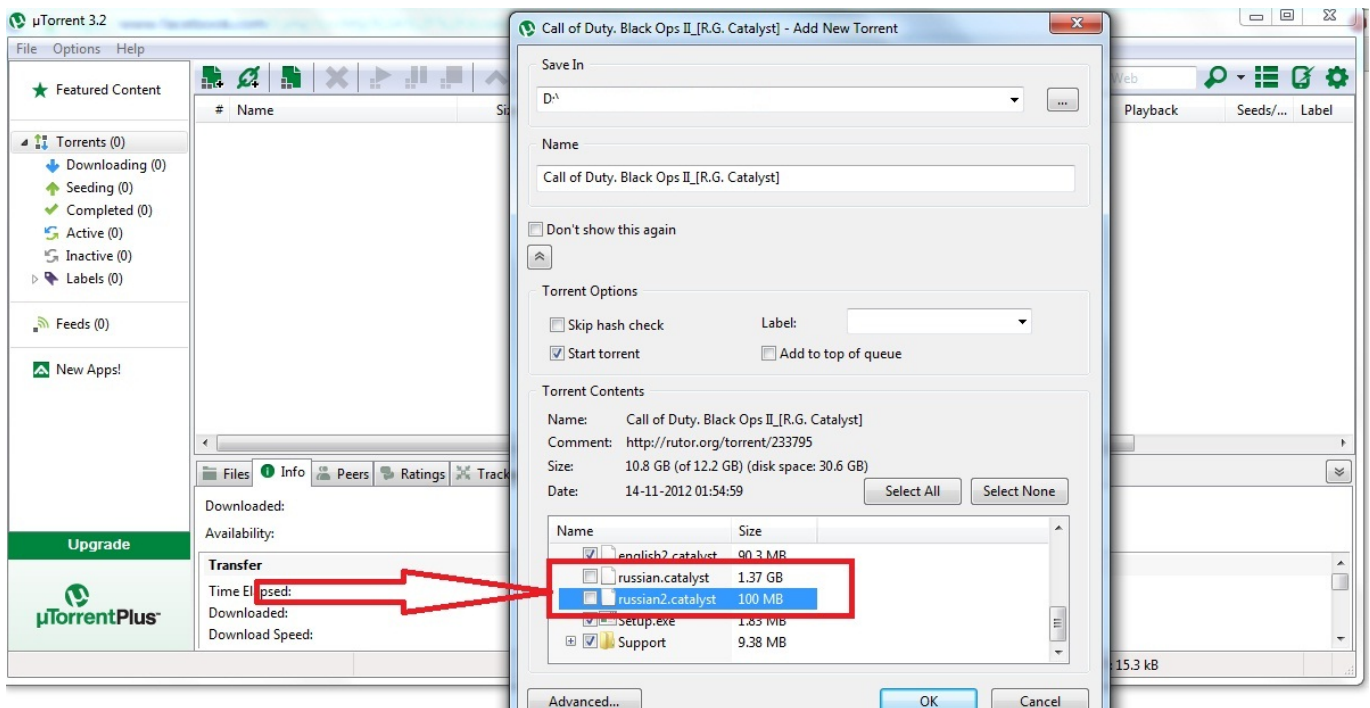 µTorrent 3.2
File Options Help
Featured Content
Torrents (0)
Downloading (0)
Seeding (0)
Completed (0)
Active (0)
Inactive (0)
Labels (0)
Feeds (0)
New Apps!
Upgrade
µTorrentPlus
# Name
Web
Playback Seeds/... Label
Files Info Peers Ratings
Downloaded:
Availability:
Transfer
Time Elapsed:
Downloaded:
Download Speed:
15.3 kB
Call of Duty. Black Ops II_[R.G. Catalyst] - Add New Torrent
Save In
D:\
...
Name
Call of Duty. Black Ops II_[R.G. Catalyst]
Don't show this again
Torrent Options
Skip hash check Label:
Start torrent Add to top of queue
Torrent Contents
Name: Call of Duty. Black Ops II_[R.G. Catalyst]
Comment: http://rutor.org/torrent/233795
Size: 10.8 GB (of 12.2 GB) (disk space: 30.6 GB)
Date: 14-11-2012 01:54:59 Select All Select None
Name Size
english2.catalyst 90.3 MB
russian.catalyst 1.37 GB
russian2.catalyst 100 MB
Setup.exe 1.83 MB
Support 9.38 MB
Advanced... OK Cancel